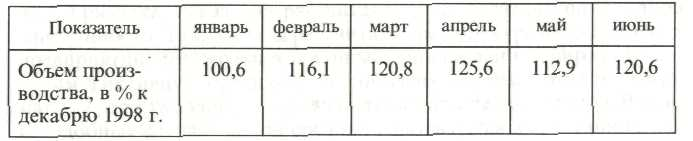 Показатель январь февраль март апрель май июнь
Объем произ- 100,6 116,1 120,8 125,6 112,9 120,6
водства, в % к
декабрю 1998 г.